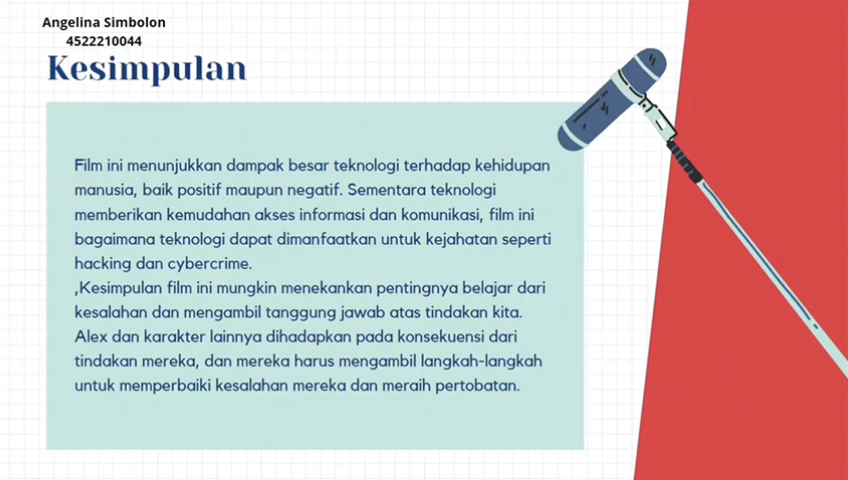 Angelina Simbolon
4522210044
Kesimpulan
Film ini menunjukkan dampak besar teknologi terhadap kehidupan
manusia, baik positif maupun negatif. Sementara teknologi
memberikan kemudahan akses informasi dan komunikasi, film ini
bagaimana teknologi dapat dimanfaatkan untuk kejahatan seperti
hacking dan cybercrime.
,Kesimpulan film ini mungkin menekankan pentingnya belajar dari
kesalahan dan mengambil tanggung jawab atas tindakan kita.
Alex dan karakter lainnya dihadapkan pada konsekuensi dari
tindakan mereka, dan mereka harus mengambil langkah-langkah
untuk memperbaiki kesalahan mereka dan meraih pertobatan.